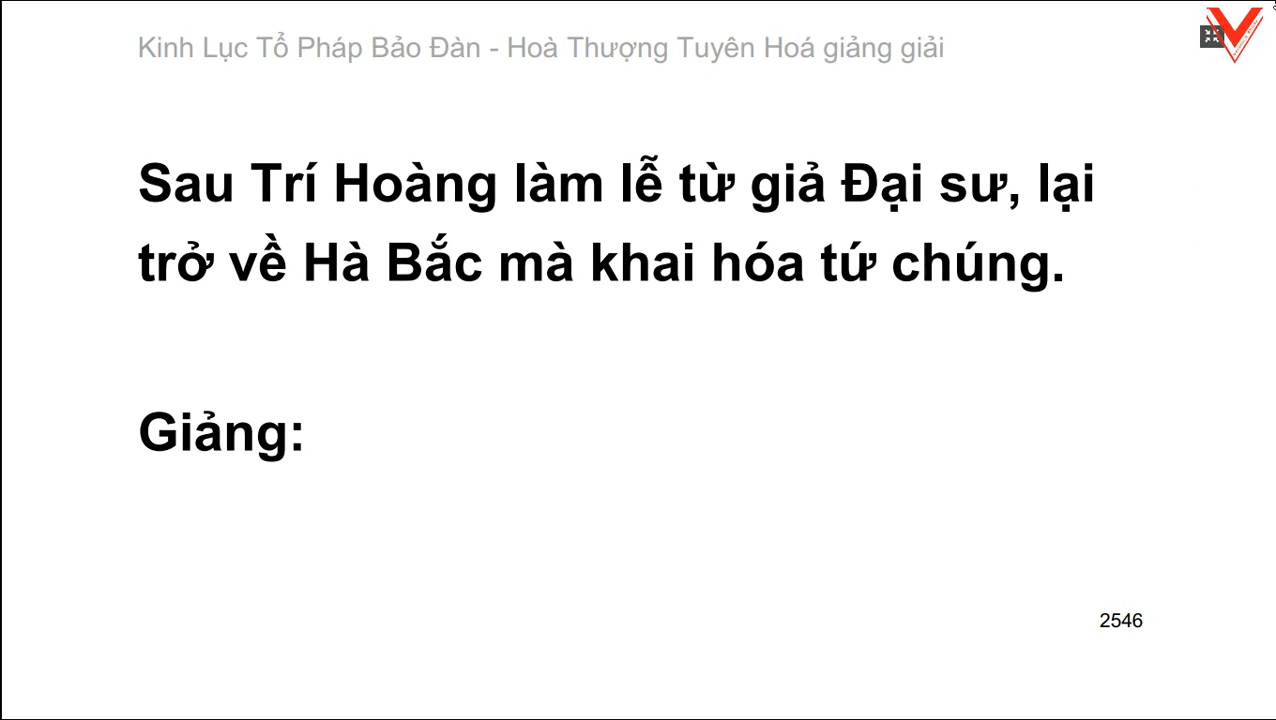 Kinh Lục Tổ Pháp Bảo Đàn - Hoà Thượng Tuyên Hoá giảng giải
Sau Trí Hoàng làm lễ từ giả Đại sư, lại
trở về Hà Bắc mà khai hóa tứ chúng.
Giảng:
2546